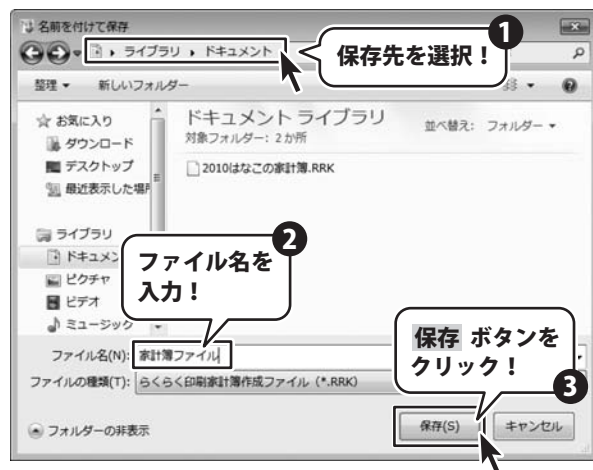 名前を付けて保存
ライブラリ ▸ ドキュメント
1
保存先を選択！
整理 ▼ 新しいフォルダー
お気に入り
ダウンロード
デスクトップ
最近表示した場所
ドキュメント ライブラリ
対象フォルダー: 2 か所
並べ替え: フォルダー ▼
2010はなこの家計簿.RRK
ライブラリ
ドキュメン
ピクチャ
ビデオ
ミュージック
2
ファイル名を
入力！
ファイル名(N): 家計簿ファイル
ファイルの種類(T): らくらく印刷家計簿作成ファイル (*.RRK)
保存 ボタンを
クリック！
3
フォルダーの非表示
保存(S)
キャンセル